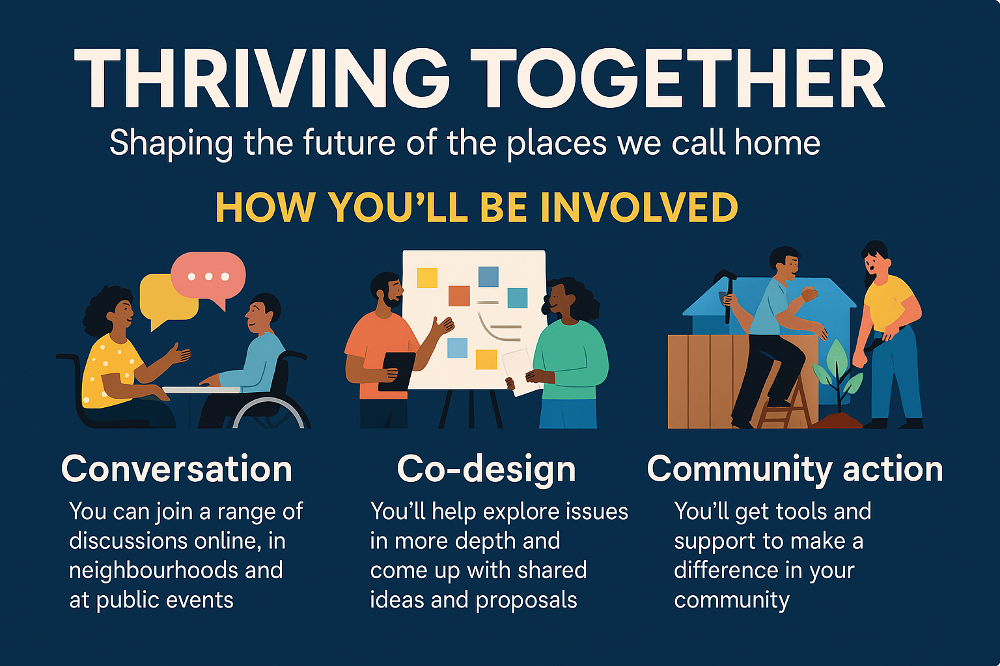 THRIVING TOGETHER
Shaping the future of the places we call home
HOW YOU’LL BE INVOLVED
Conversation
You can join a range of
discussions online, in
neighbourhoods and
at public events
Co-design
You’ll help explore issues
in more depth and
come up with shared
ideas and proposals
Community action
You’ll get tools and
support to make a
difference in your
community